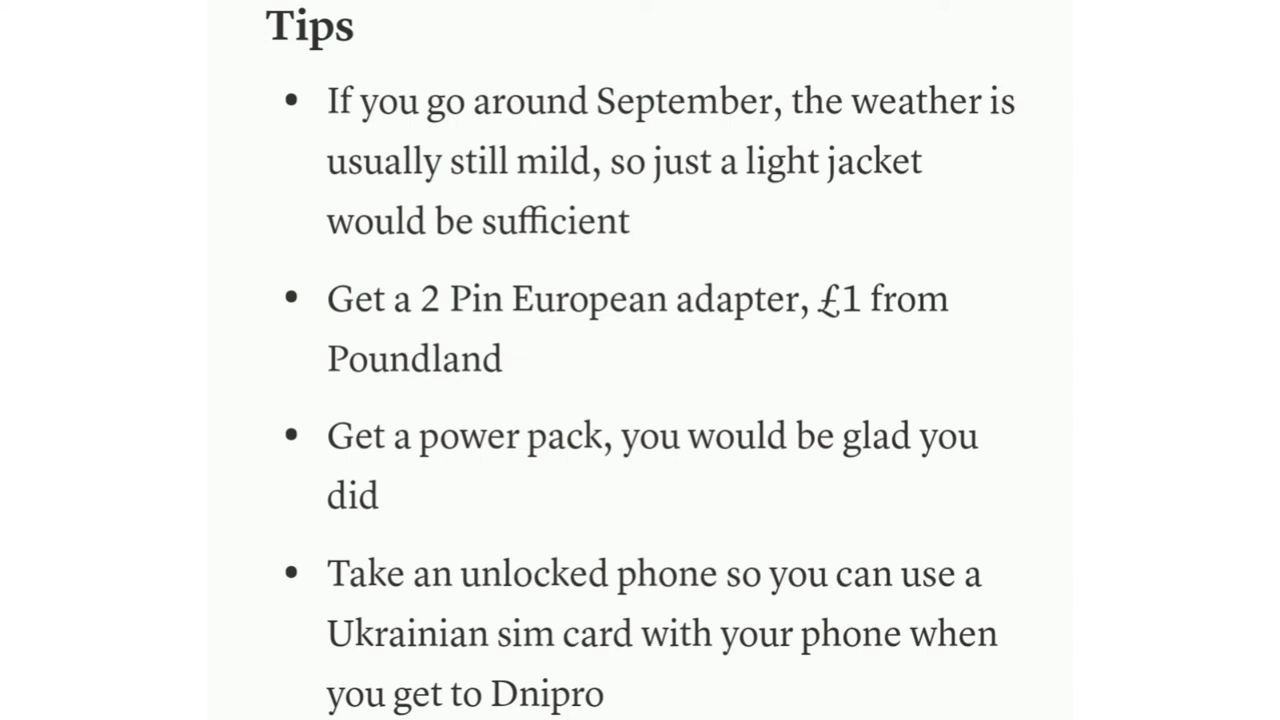 Tips
• If you go around September, the weather is
usually still mild, so just a light jacket
would be sufficient
• Get a 2 Pin European adapter, £1 from
Poundland
• Get a power pack, you would be glad you
did
• Take an unlocked phone so you can use a
Ukrainian sim card with your phone when
you get to Dnipro